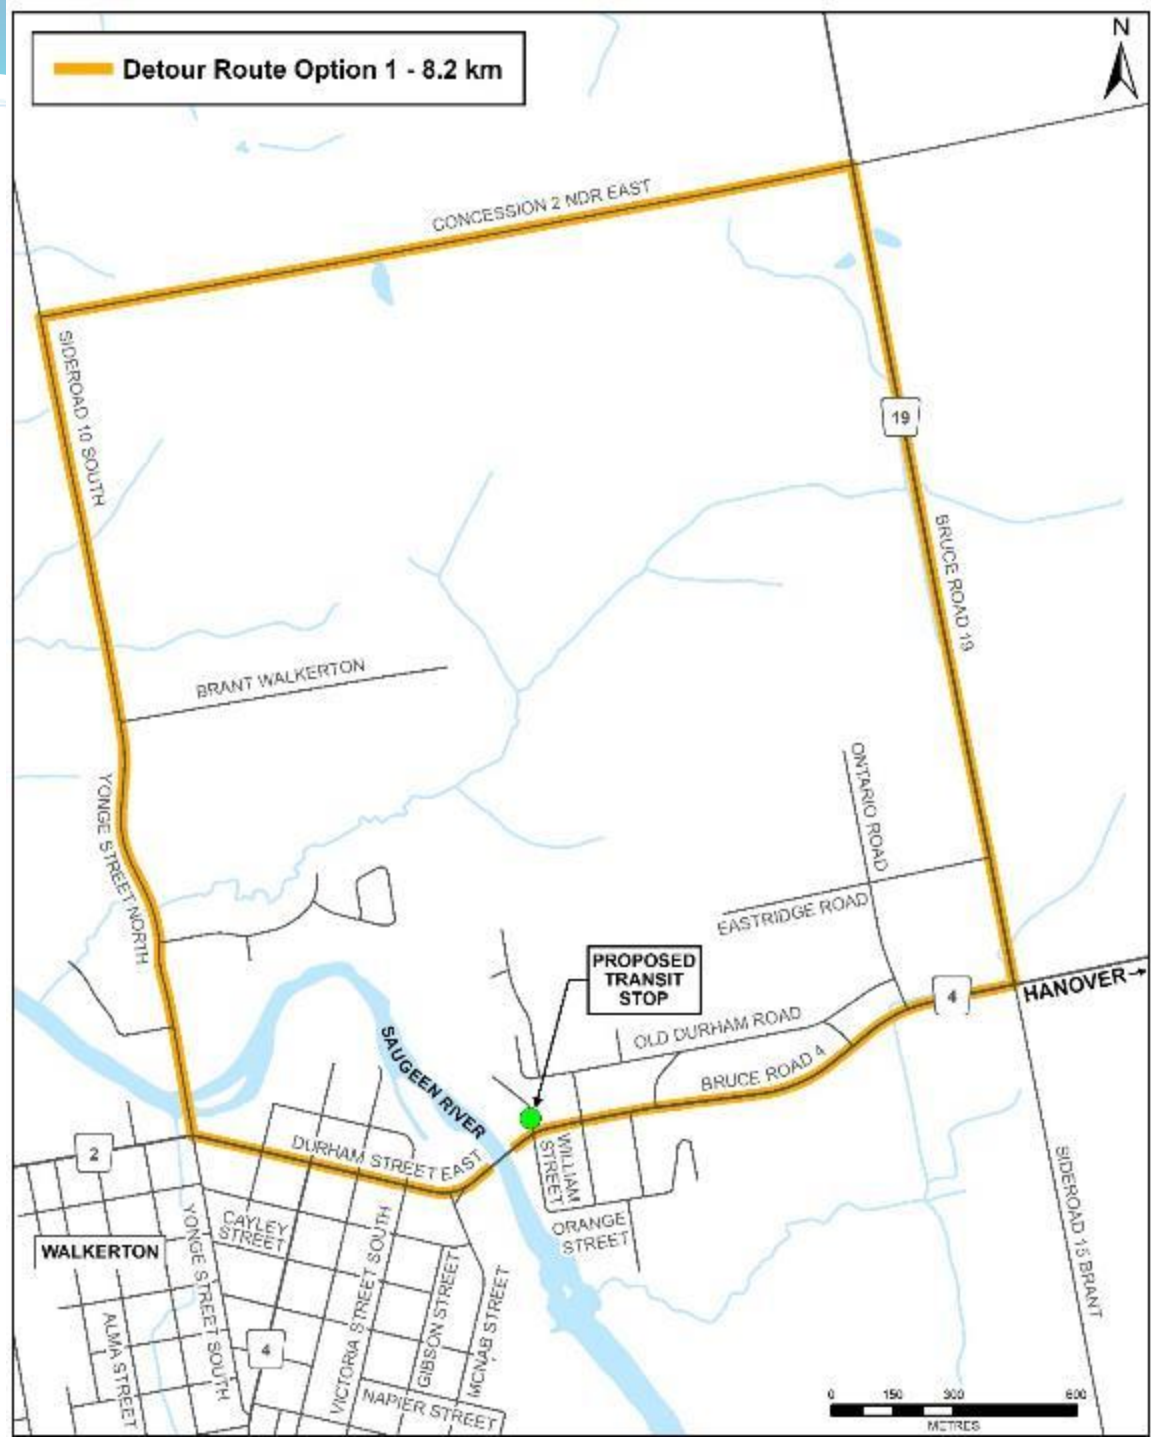 N
Detour Route Option 1 - 8.2 km
CONCESSION 2 NDR EAST
SIDEROAD 10 SOUTH
19
BRUCE ROAD 19
BRANT WALKERTON
YONGE STREET NORTH
ONTARIO ROAD
EASTRIDGE ROAD
PROPOSED
TRANSIT
STOP
4
HANOVER
OLD DURHAM ROAD
BRUCE ROAD 4
SAUGEEN RIVER
DURHAM STREET EAST
2
WILLIAM
STREET
ORANGE
STREET
SIDEROAD 15 BRANT
CAYLEY
STREET
WALKERTON
YONGE STREET SOUTH
VICTORIA STREET SOUTH
GIBSON STREET
MCNAB STREET
ALMA STREET
4
NAPIER STREET
0 150 300 600
METRES